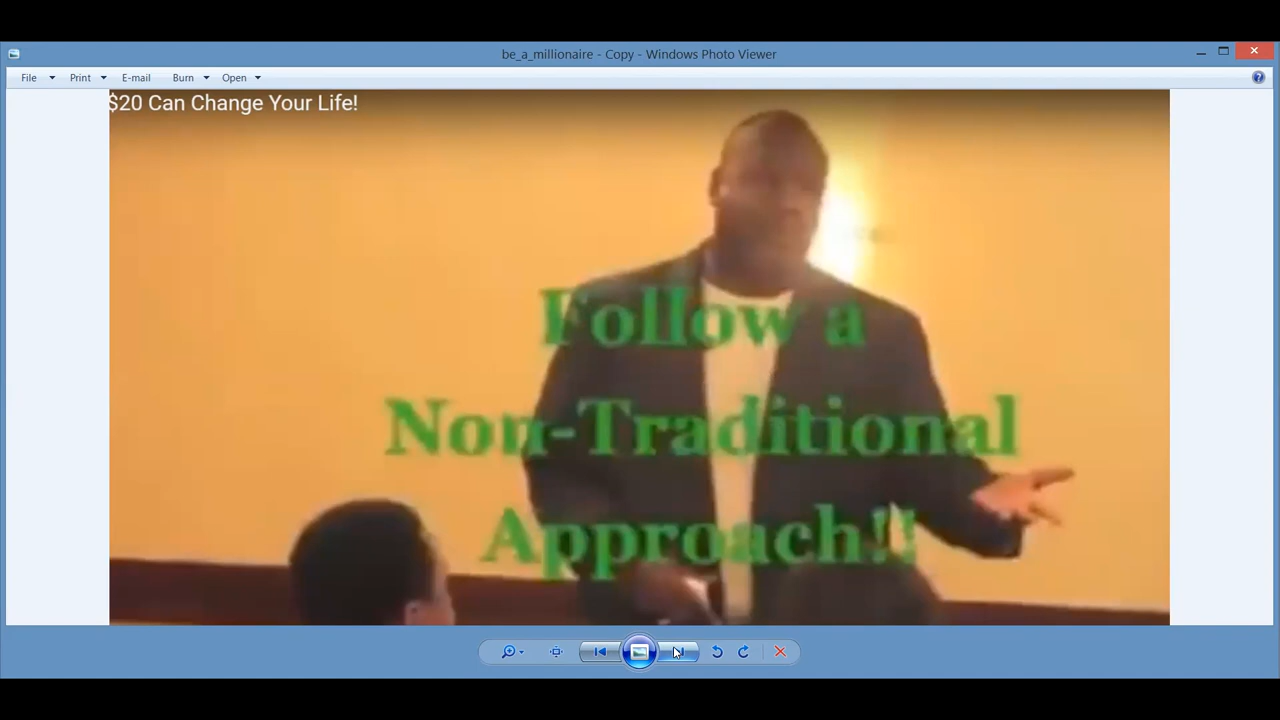 be_a_millionaire - Copy - Windows Photo Viewer
File Print E-mail Burn Open
$20 Can Change Your Life!
Follow a
Non-Traditional
Approach!!